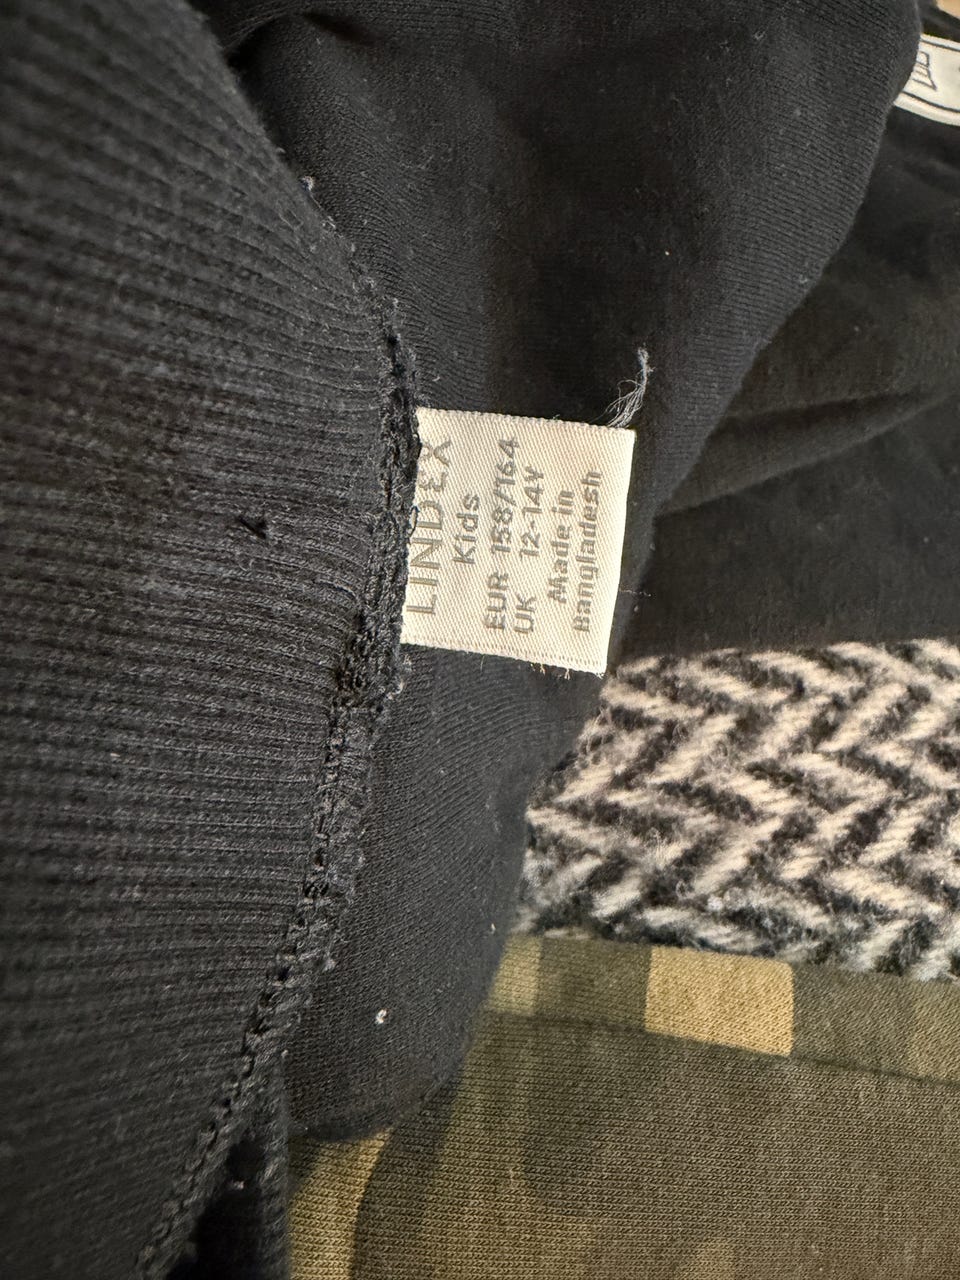 LINDEX
Kids
EUR 158/164
UK 12-14Y
Made in
Bangladesh